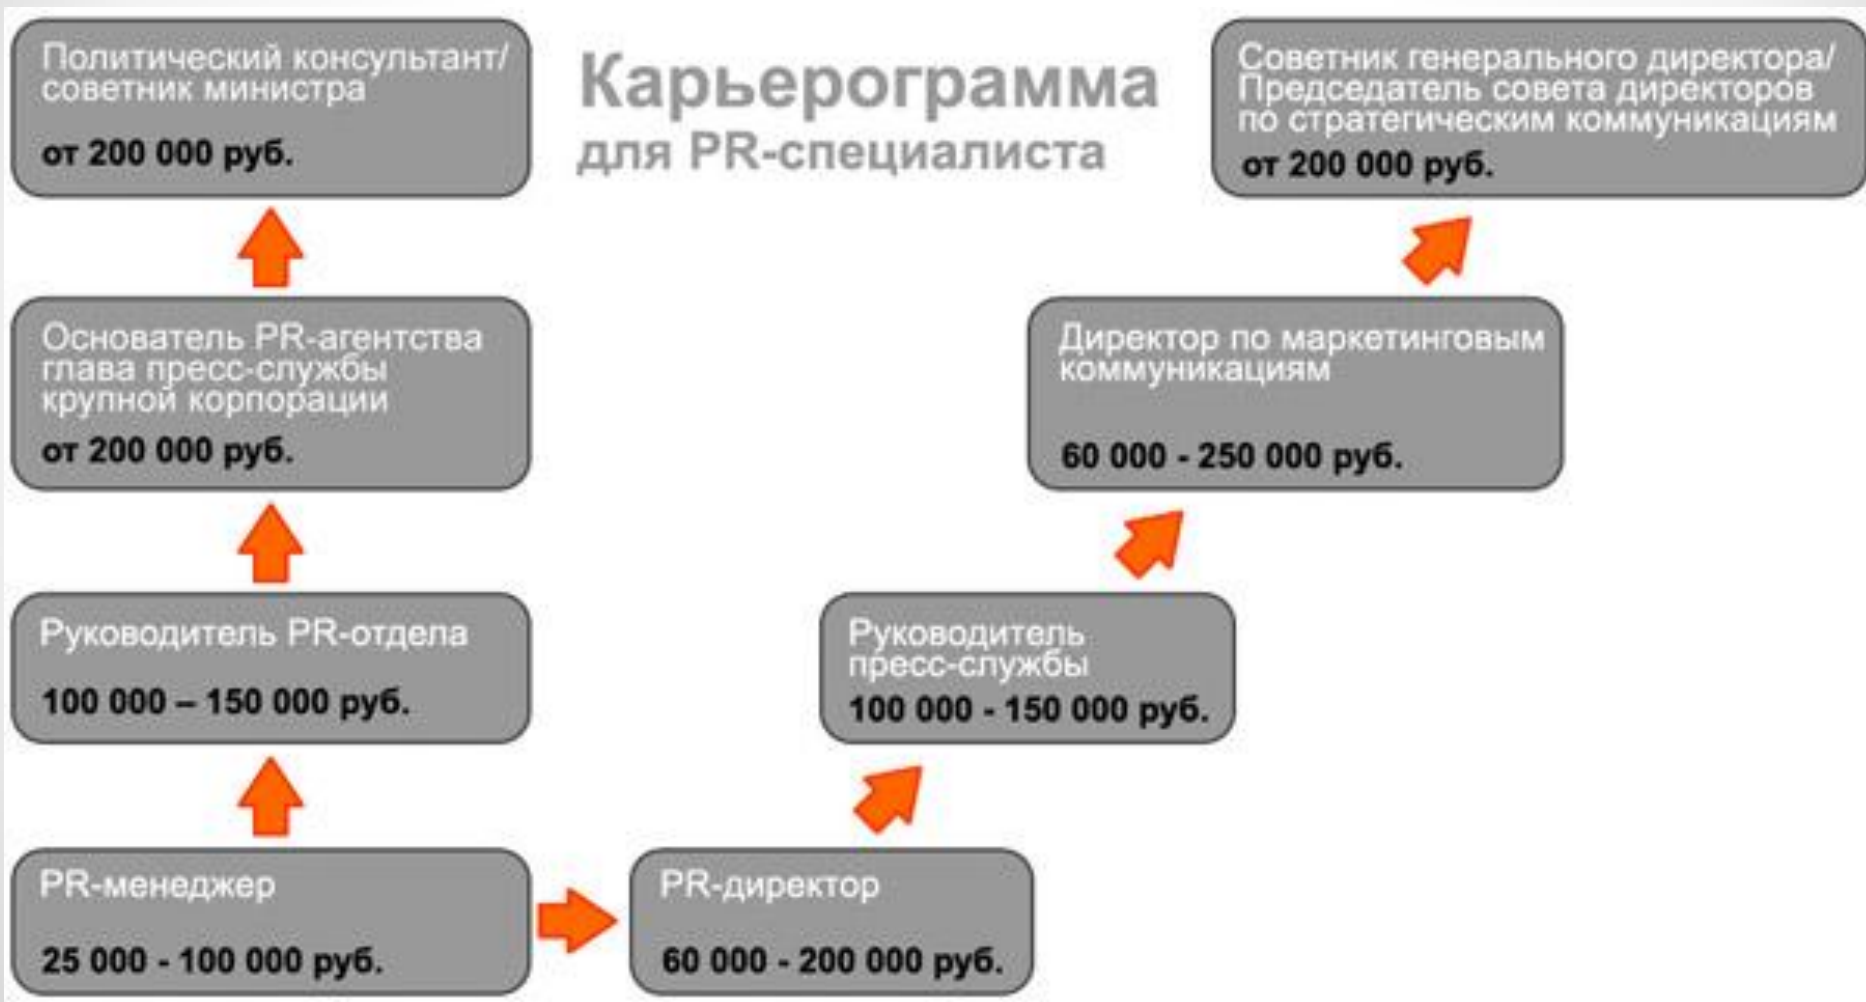 Политический консультант/
советник министра
от 200 000 руб.
Карьерограмма
для PR-специалиста
Советник генерального директора/
Председатель совета директоров
по стратегическим коммуникациям
от 200 000 руб.
Основатель PR-агентства
глава пресс-службы
крупной корпорации
от 200 000 руб.
Директор по маркетинговым
коммуникациям
60 000 - 250 000 руб.
Руководитель PR-отдела
100 000 – 150 000 руб.
Руководитель
пресс-службы
100 000 - 150 000 руб.
PR-менеджер
25 000 - 100 000 руб.
PR-директор
60 000 - 200 000 руб.